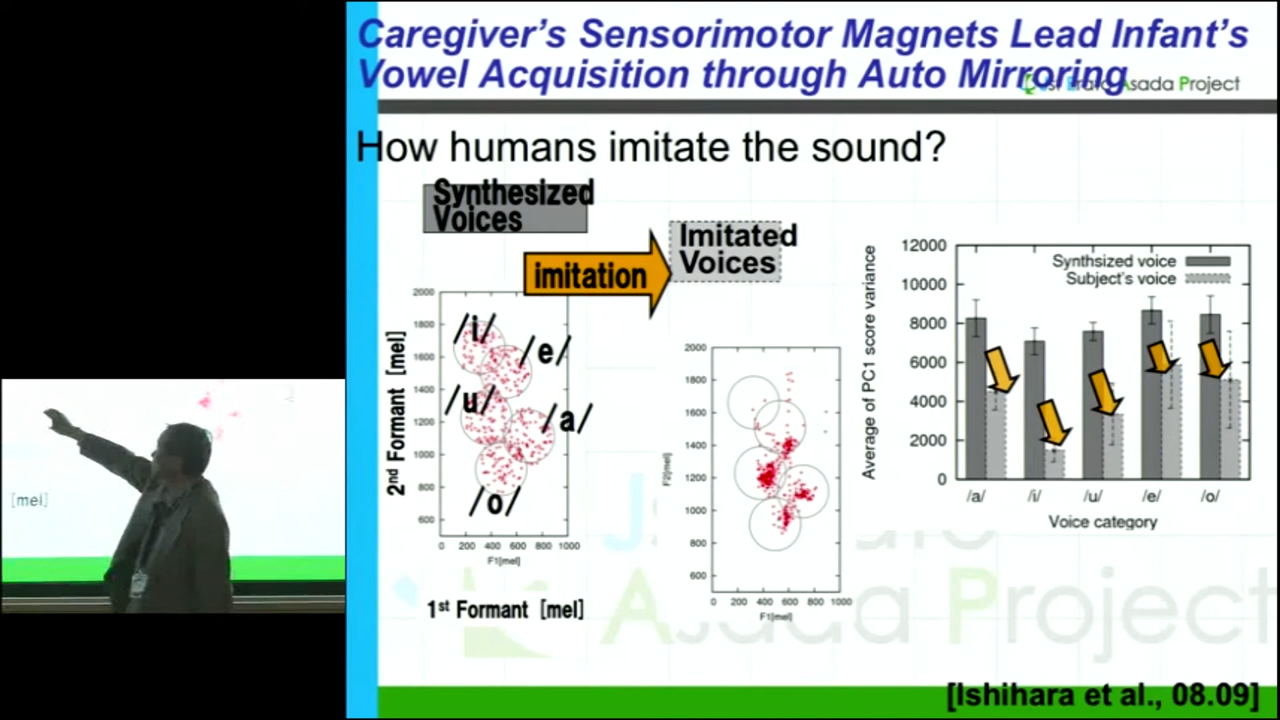 Caregiver's Sensorimotor Magnets Lead Infant's
Vowel Acquisition through Auto Mirroring
Asada Project
How humans imitate the sound?
Synthesized
Voices
imitation
Imitated
Voices
2nd Formant [mel]
2000
1800
1600
1400
1200
1000
800
600
/i/
/e/
/u/
/a/
/o/
0 200 400 600 800 1000
F1[mel]
1st Formant [mel]
F2[mel]
2000
1800
1600
1400
1200
1000
800
600
0 200 400 600 800 1000
F1[mel]
Average of PC1 score variance
12000
10000
8000
6000
4000
2000
0
Synthsized voice
Subject's voice
/a/ /i/ /u/ /e/ /o/
Voice category
Asada Project
[Ishihara et al., 08.09]
[mel]